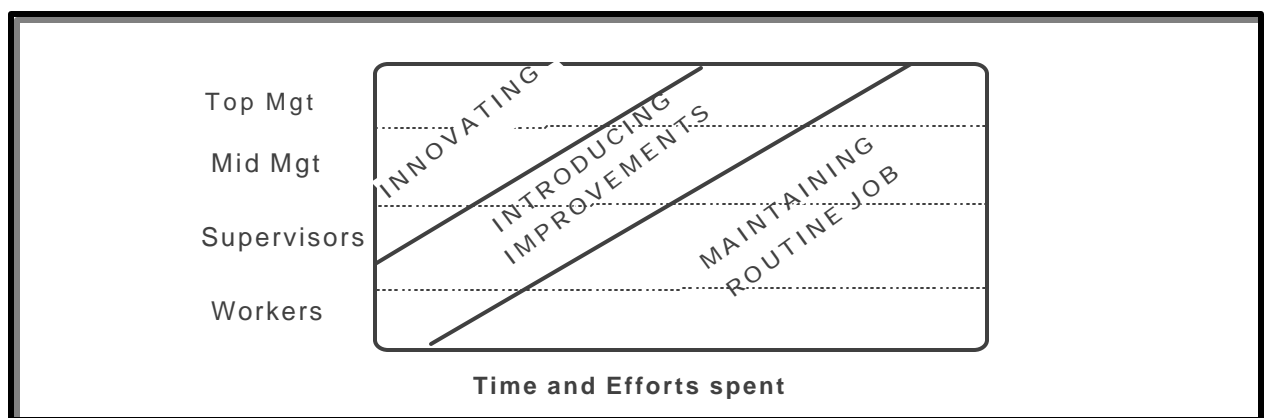 Top Mgt
Mid Mgt
Supervisors
Workers
INNOVATING
INTRODUCING
IMPROVEMENTS
MAINTAINING
ROUTINE JOB
Time and Efforts spent